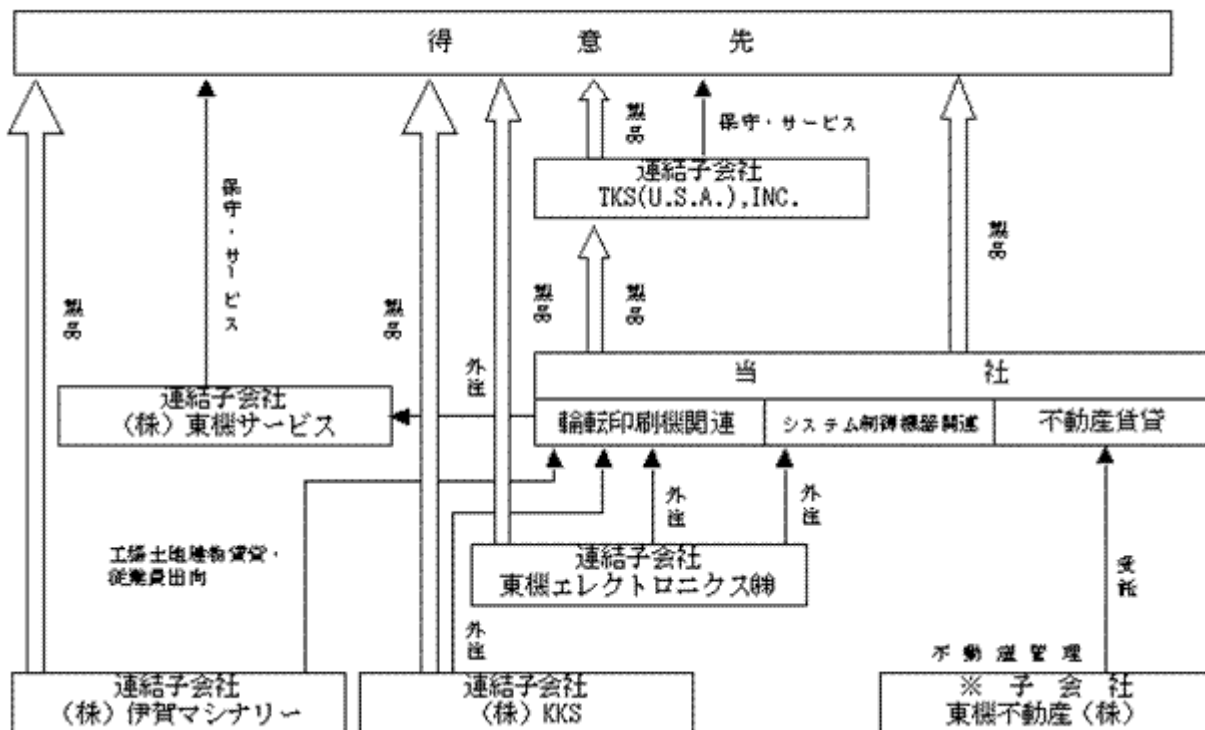 得意先
製品
保守・サービス
連結子会社
TKS(U.S.A.),INC.
保守・サービス
製品
製品
製品
製品
製品
外注
当社
連結子会社
(株)東機サービス
輪転印刷機関連
システム制御機器関連
不動産賃貸
外注
外注
工場土地建物賃貸・
従業員出向
連結子会社
東機エレクトロニクス㈱
受託
外注
不動産管理
連結子会社
(株)伊賀マシナリー
連結子会社
(株)KKS
※子会社
東機不動産(株)